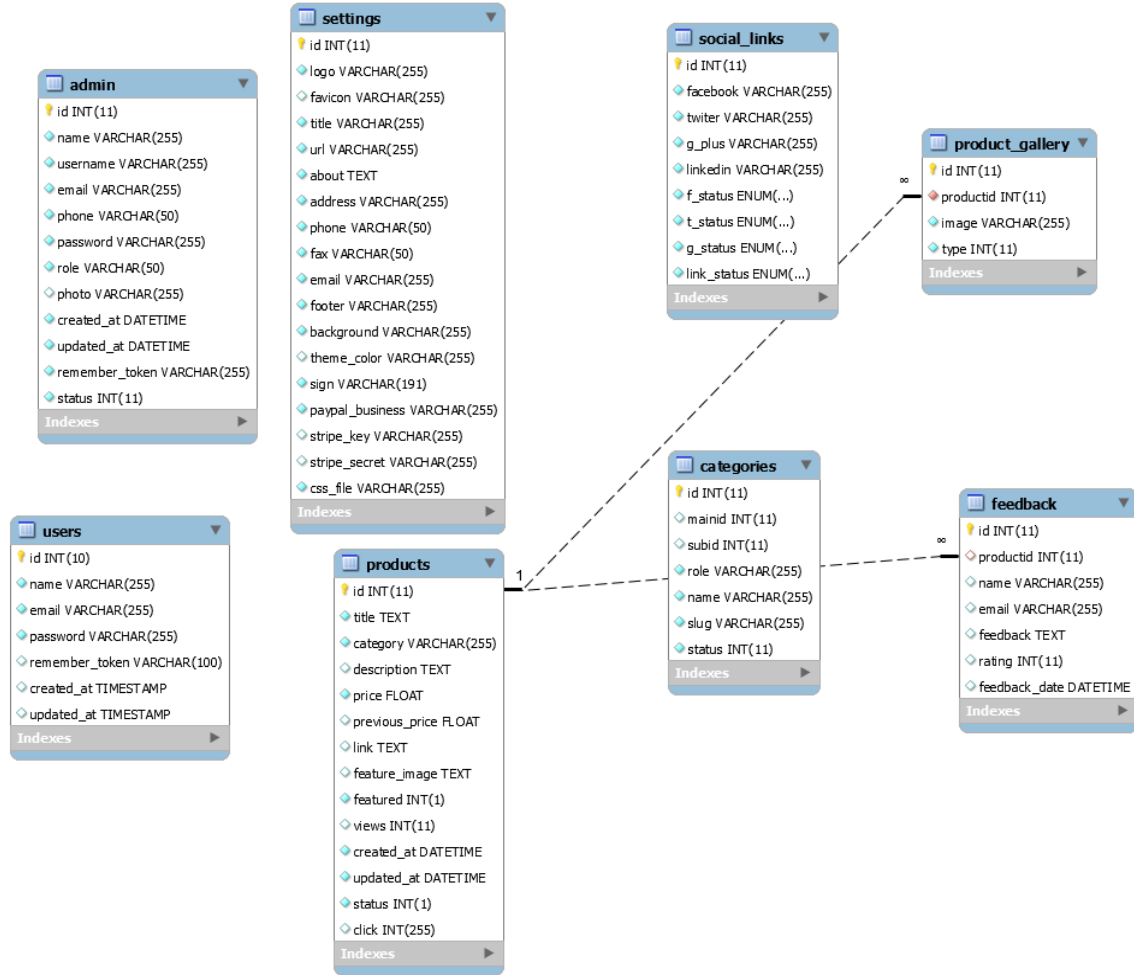 settings
id INT(11)
logo VARCHAR(255)
favicon VARCHAR(255)
title VARCHAR(255)
url VARCHAR(255)
about TEXT
address VARCHAR(255)
phone VARCHAR(50)
fax VARCHAR(50)
email VARCHAR(255)
footer VARCHAR(255)
background VARCHAR(255)
theme_color VARCHAR(255)
sign VARCHAR(191)
paypal_business VARCHAR(255)
stripe_key VARCHAR(255)
stripe_secret VARCHAR(255)
css_file VARCHAR(255)
Indexes
social_links
id INT(11)
facebook VARCHAR(255)
twiter VARCHAR(255)
g_plus VARCHAR(255)
linkedin VARCHAR(255)
f_status ENUM(...)
t_status ENUM(...)
g_status ENUM(...)
link_status ENUM(...)
Indexes
admin
id INT(11)
name VARCHAR(255)
username VARCHAR(255)
email VARCHAR(255)
phone VARCHAR(50)
password VARCHAR(255)
role VARCHAR(50)
photo VARCHAR(255)
created_at DATETIME
updated_at DATETIME
remember_token VARCHAR(255)
status INT(11)
Indexes
product_gallery
id INT(11)
productid INT(11)
image VARCHAR(255)
type INT(11)
Indexes
∞
categories
id INT(11)
mainid INT(11)
subid INT(11)
role VARCHAR(255)
name VARCHAR(255)
slug VARCHAR(255)
status INT(11)
Indexes
feedback
id INT(11)
productid INT(11)
name VARCHAR(255)
email VARCHAR(255)
feedback TEXT
rating INT(11)
feedback_date DATETIME
Indexes
∞
users
id INT(10)
name VARCHAR(255)
email VARCHAR(255)
password VARCHAR(255)
remember_token VARCHAR(100)
created_at TIMESTAMP
updated_at TIMESTAMP
Indexes
products
id INT(11)
title TEXT
category VARCHAR(255)
description TEXT
price FLOAT
previous_price FLOAT
link TEXT
feature_image TEXT
featured INT(1)
views INT(11)
created_at DATETIME
updated_at DATETIME
status INT(1)
click INT(255)
Indexes
1